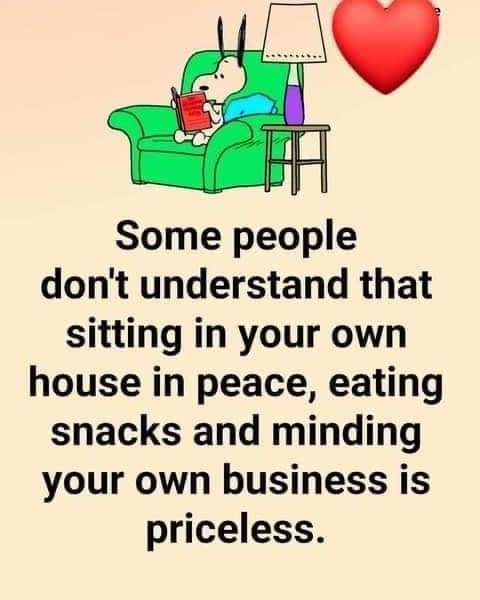 Some people
don't understand that
sitting in your own
house in peace, eating
snacks and minding
your own business is
priceless.